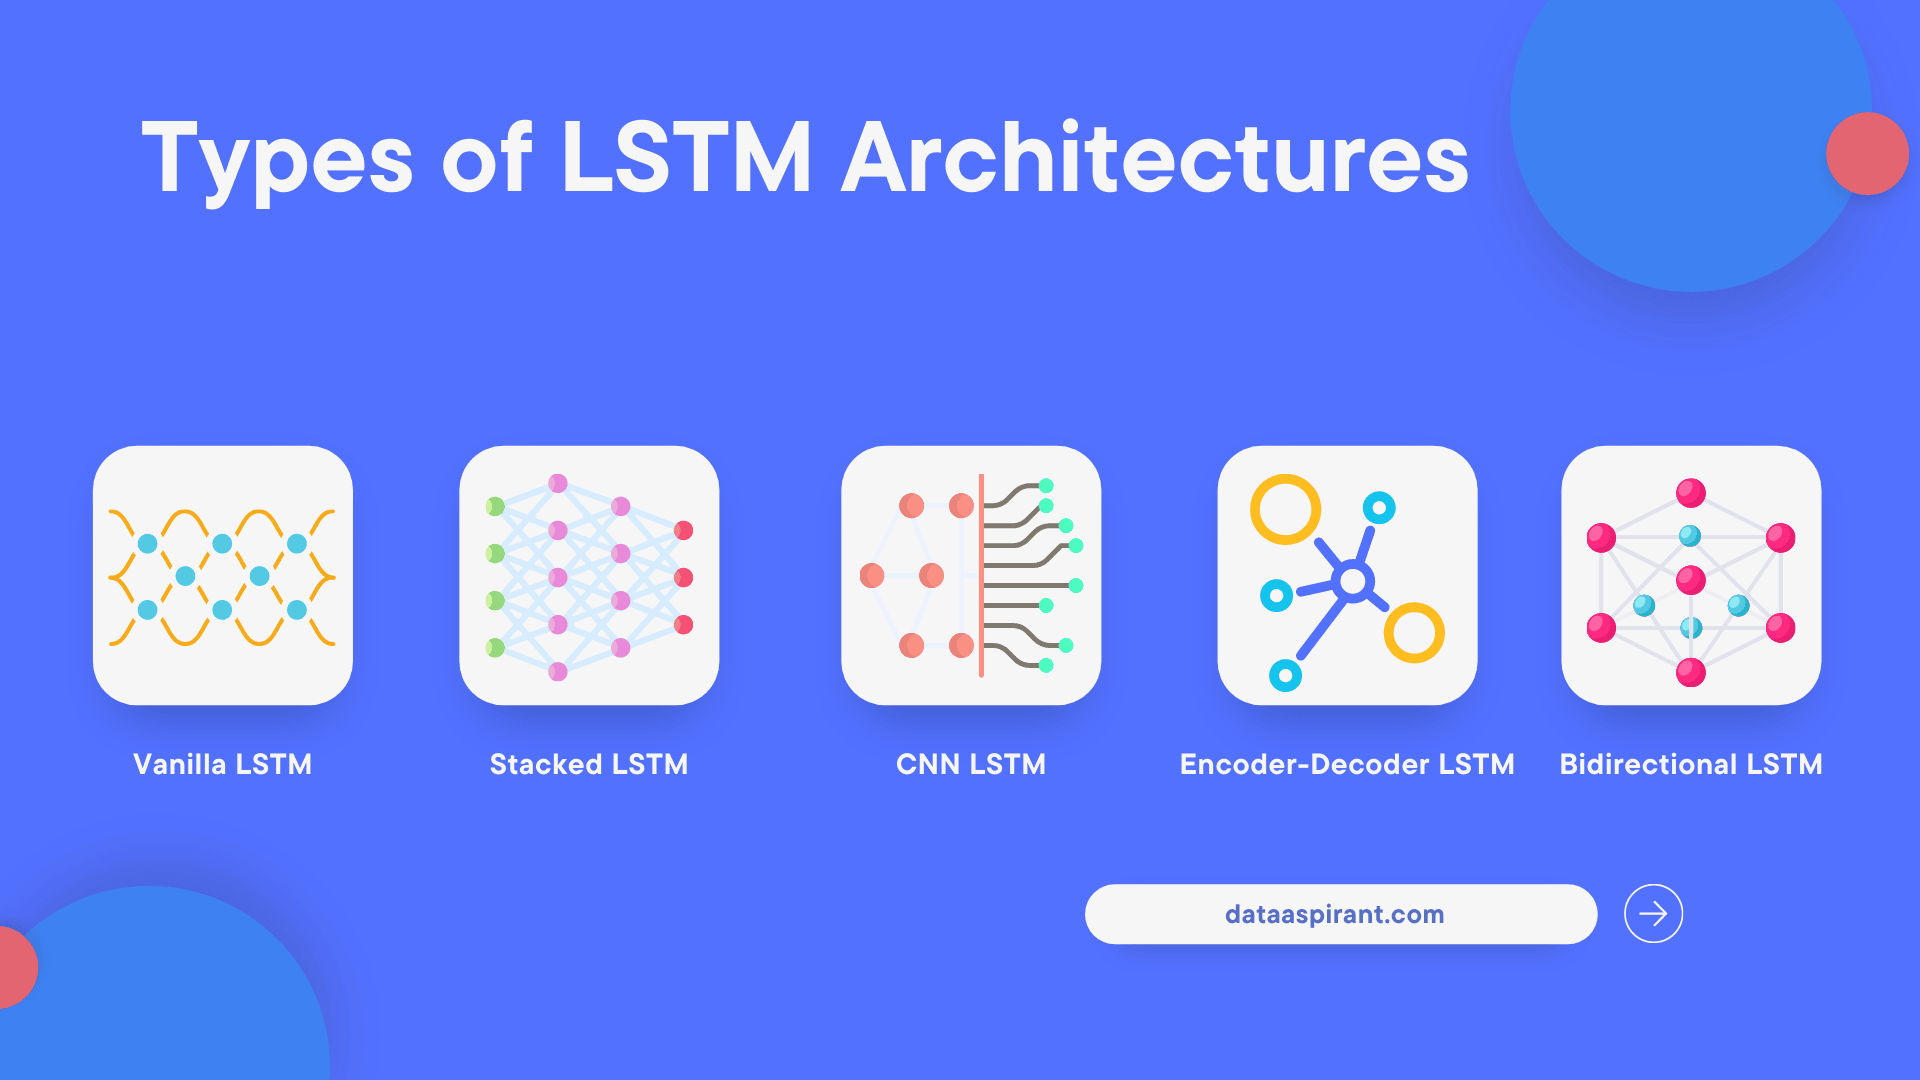 Types of LSTM Architectures
Vanilla LSTM
Stacked LSTM
CNN LSTM
Encoder-Decoder LSTM
Bidirectional LSTM
dataaspirant.com